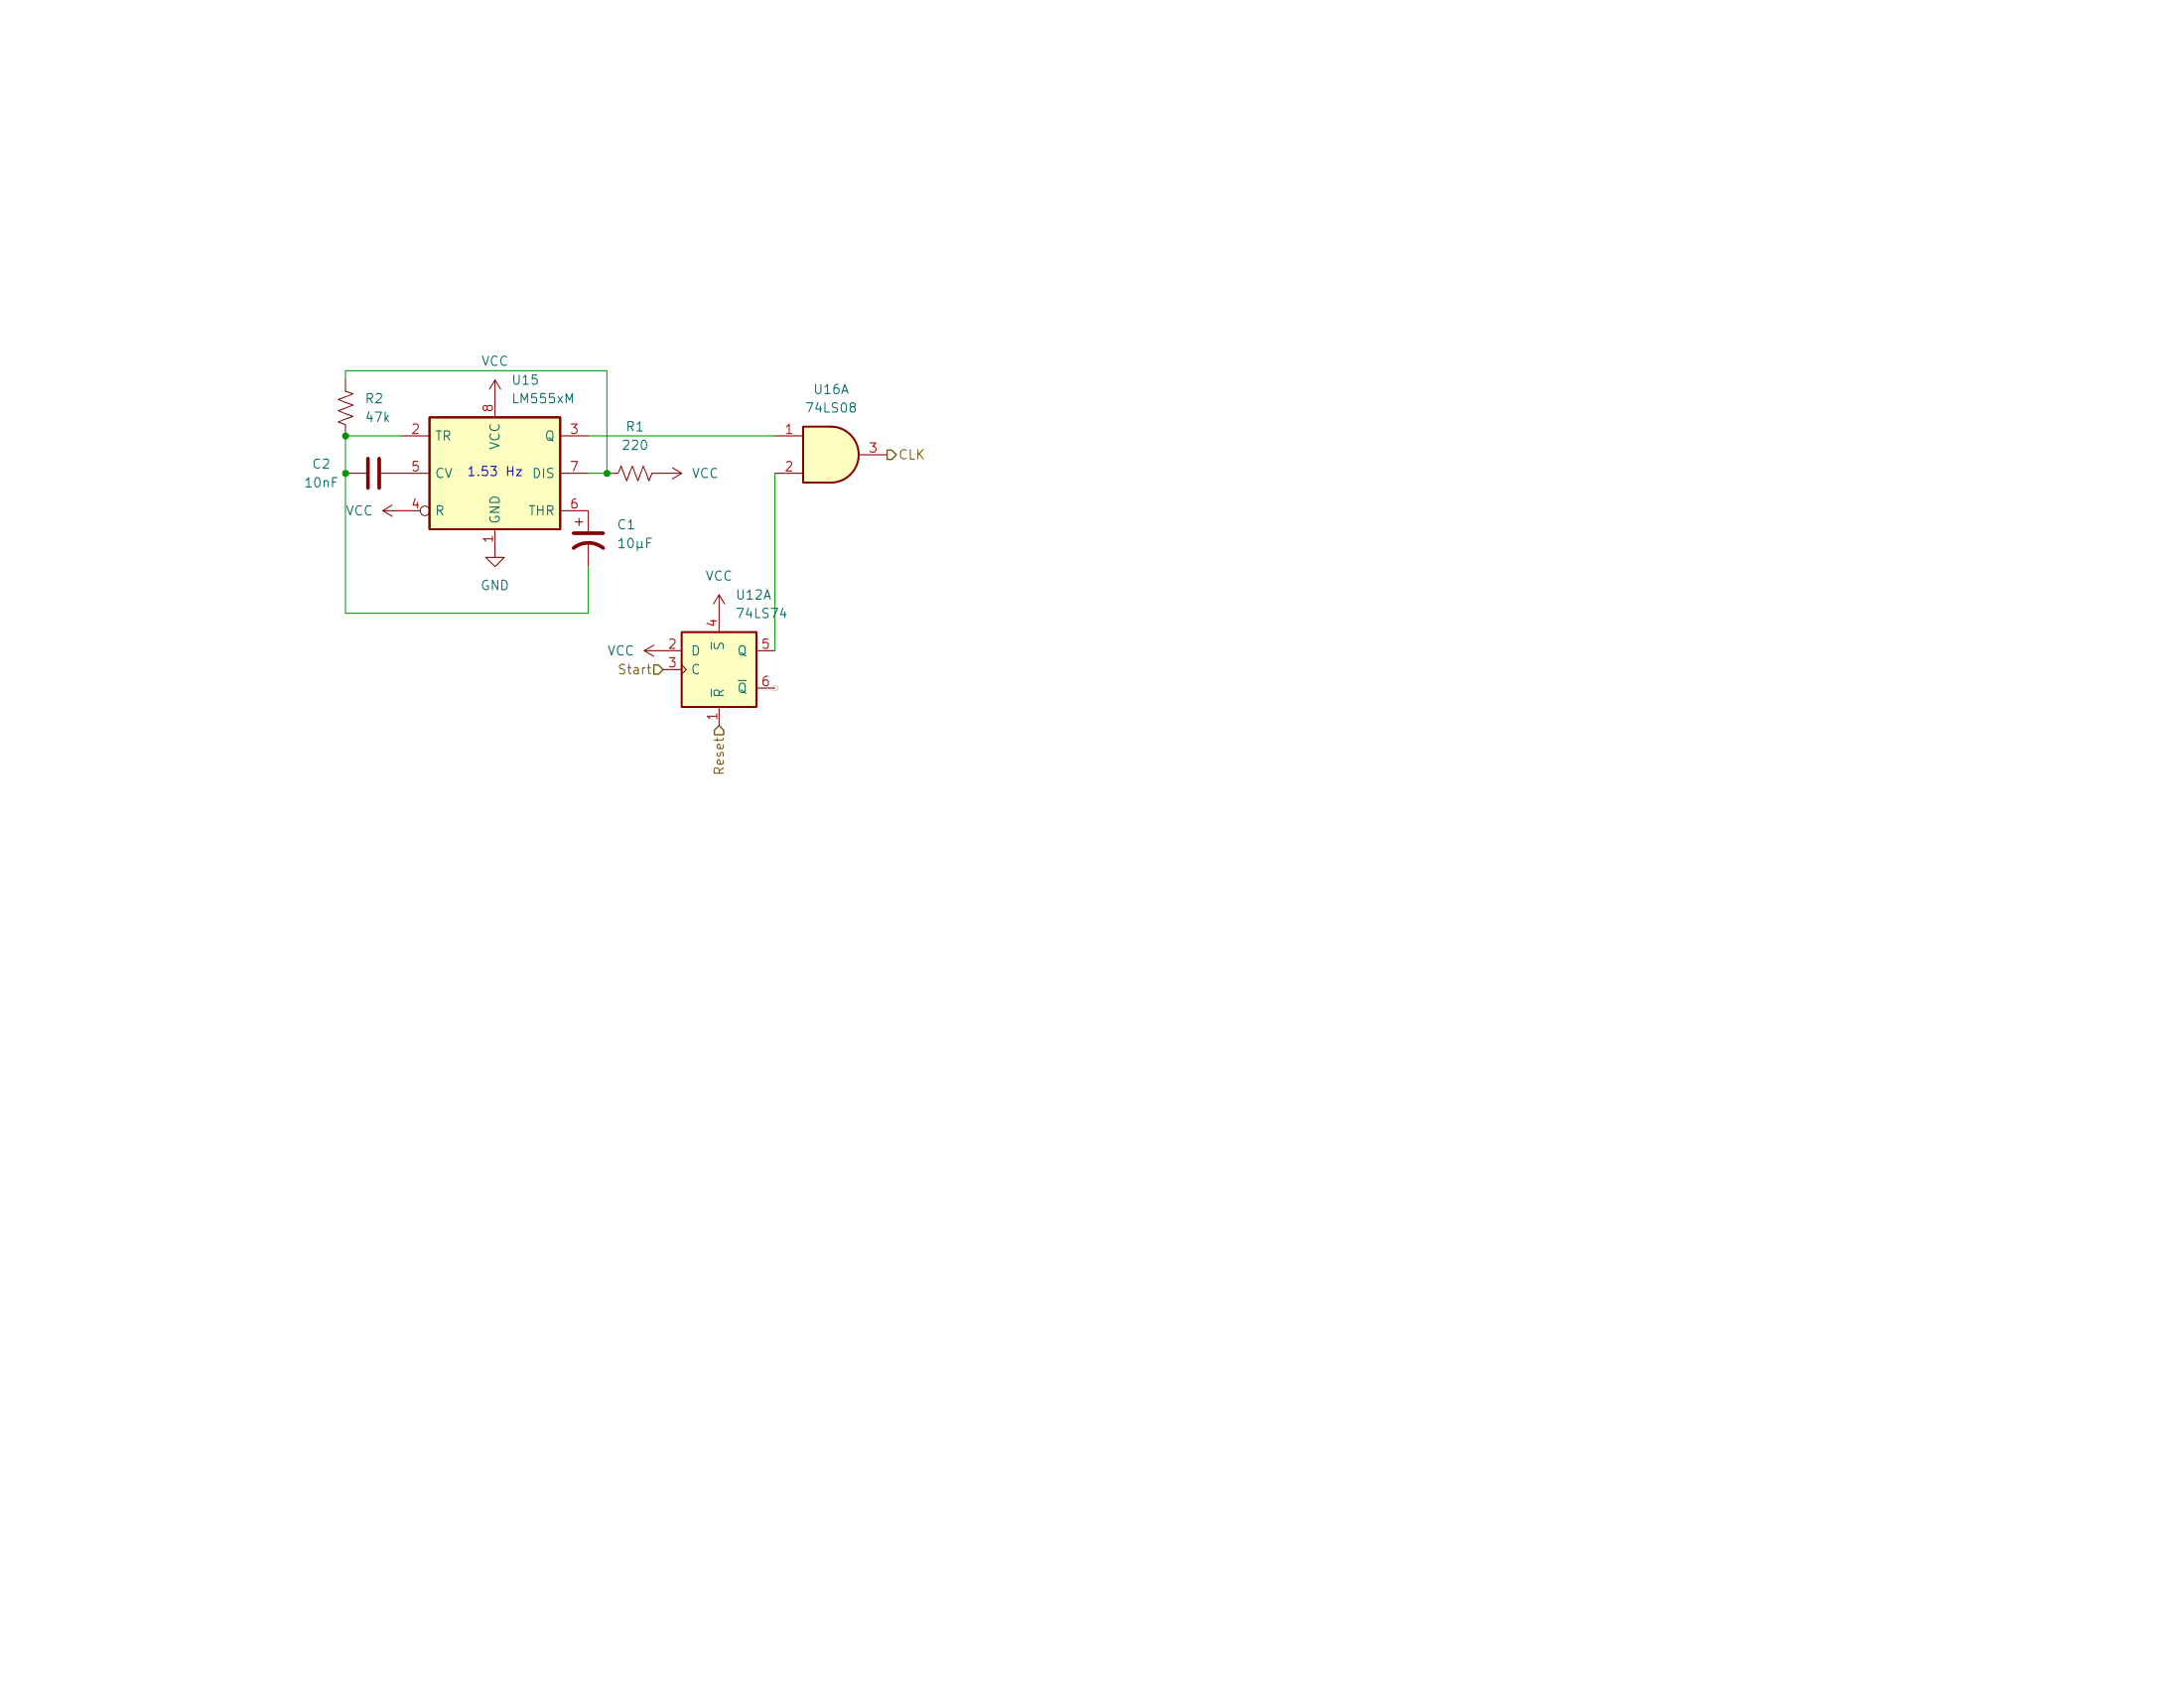 VCC
U15
LM555xM
R2
47k
8
2
TR
VCC
Q
3
C2
10nF
5
CV
1.53 Hz
DIS
7
VCC
4
R
GND
THR
6
1
GND
R1
220
VCC
+
C1
10µF
U16A
74LS08
1
2
3
CLK
VCC
U12A
74LS74
4
VCC
2
D
S
Q
5
Start
3
C
R
Q
6
1
Reset